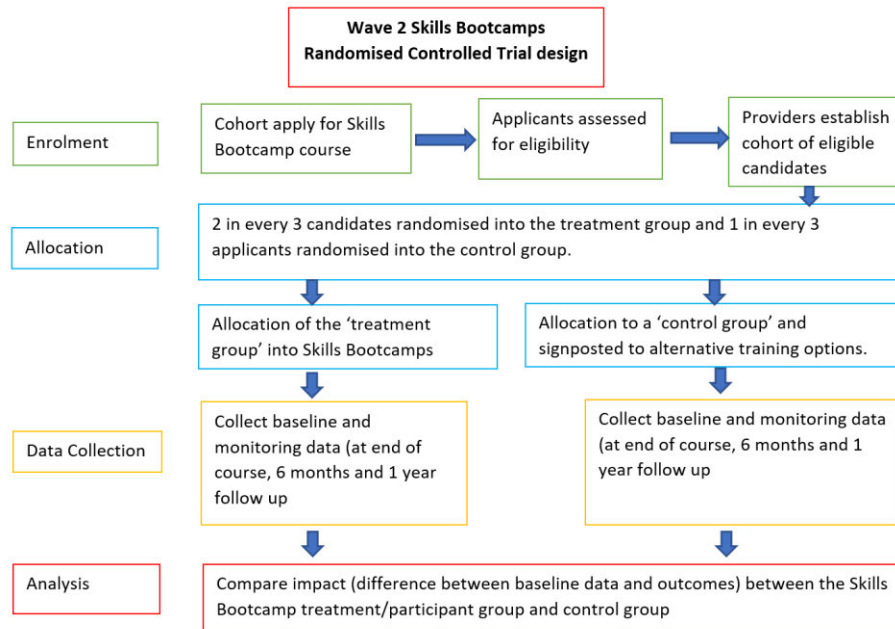 Wave 2 Skills Bootcamps
Randomised Controlled Trial design
Enrolment
Cohort apply for Skills
Bootcamp course
Applicants assessed
for eligibility
Providers establish
cohort of eligible
candidates
Allocation
2 in every 3 candidates randomised into the treatment group and 1 in every 3
applicants randomised into the control group.
Allocation of the ‘treatment
group’ into Skills Bootcamps
Allocation to a ‘control group’ and
signposted to alternative training options.
Data Collection
Collect baseline and
monitoring data (at end of
course, 6 months and 1 year
follow up
Collect baseline and monitoring data
(at end of course, 6 months and 1
year follow up
Analysis
Compare impact (difference between baseline data and outcomes) between the Skills
Bootcamp treatment/participant group and control group